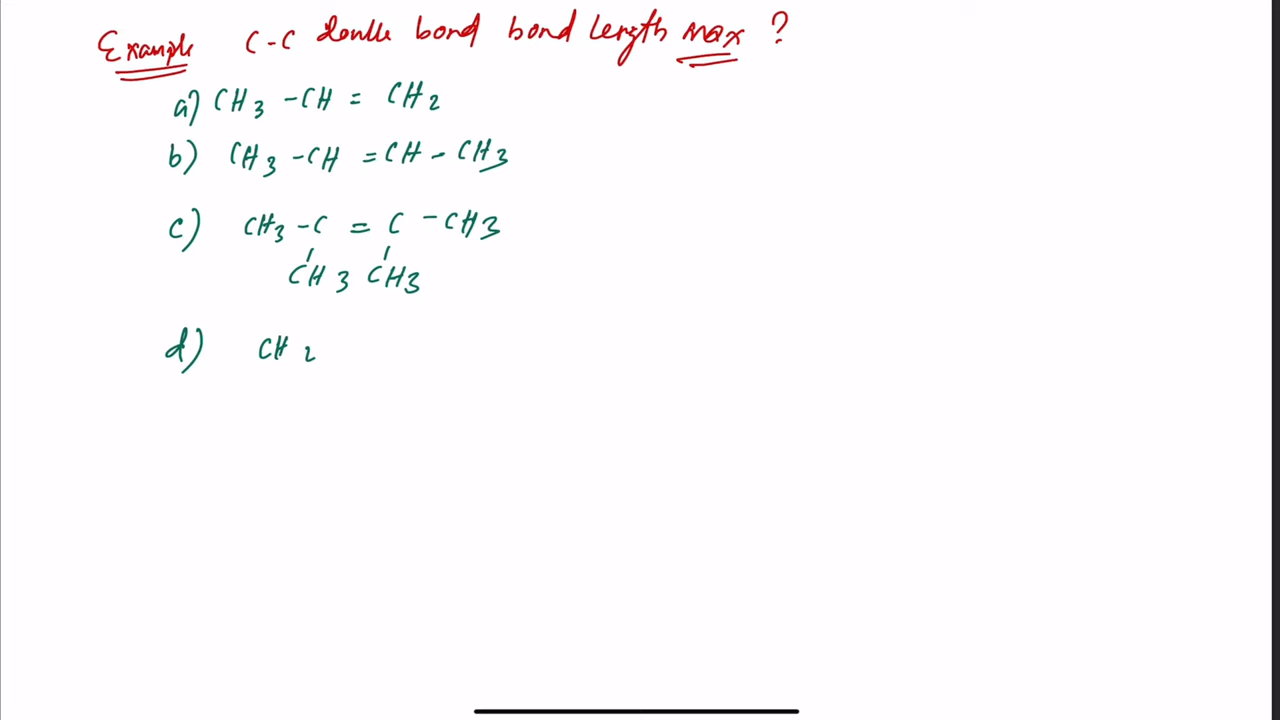 Example C-C double bond bond length max ?
a) CH3 -CH = CH2
b) CH3 -CH =CH - CH3
c) CH3 -C = C -CH3
CH3 CH3
d) CH2